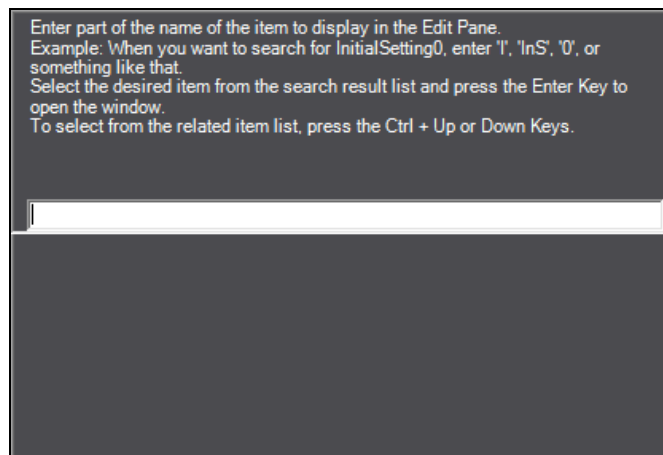 Enter part of the name of the item to display in the Edit Pane.
Example: When you want to search for InitialSetting0, enter 'I', 'InS', '0', or
something like that.
Select the desired item from the search result list and press the Enter Key to
open the window.
To select from the related item list, press the Ctrl + Up or Down Keys.